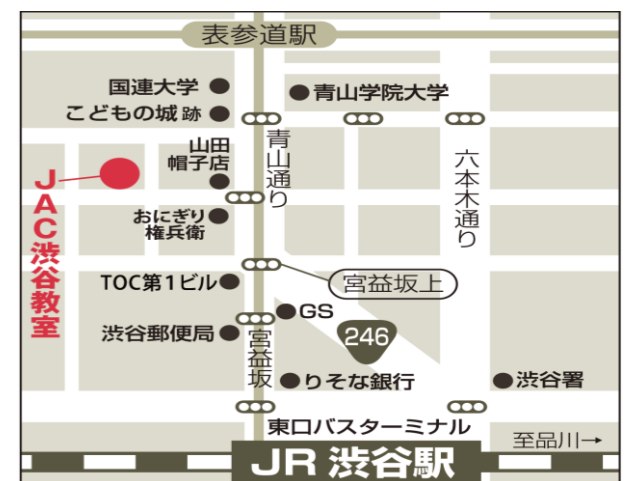 表参道駅
国連大学
青山学院大学
こどもの城 跡
山田
帽子店
青山通り
六本木通り
JAC渋谷教室
おにぎり
権兵衛
TOC第1ビル
宮益坂上
GS
渋谷郵便局
宮益坂
246
りそな銀行
渋谷署
東口バスターミナル
JR 渋谷駅
至品川→